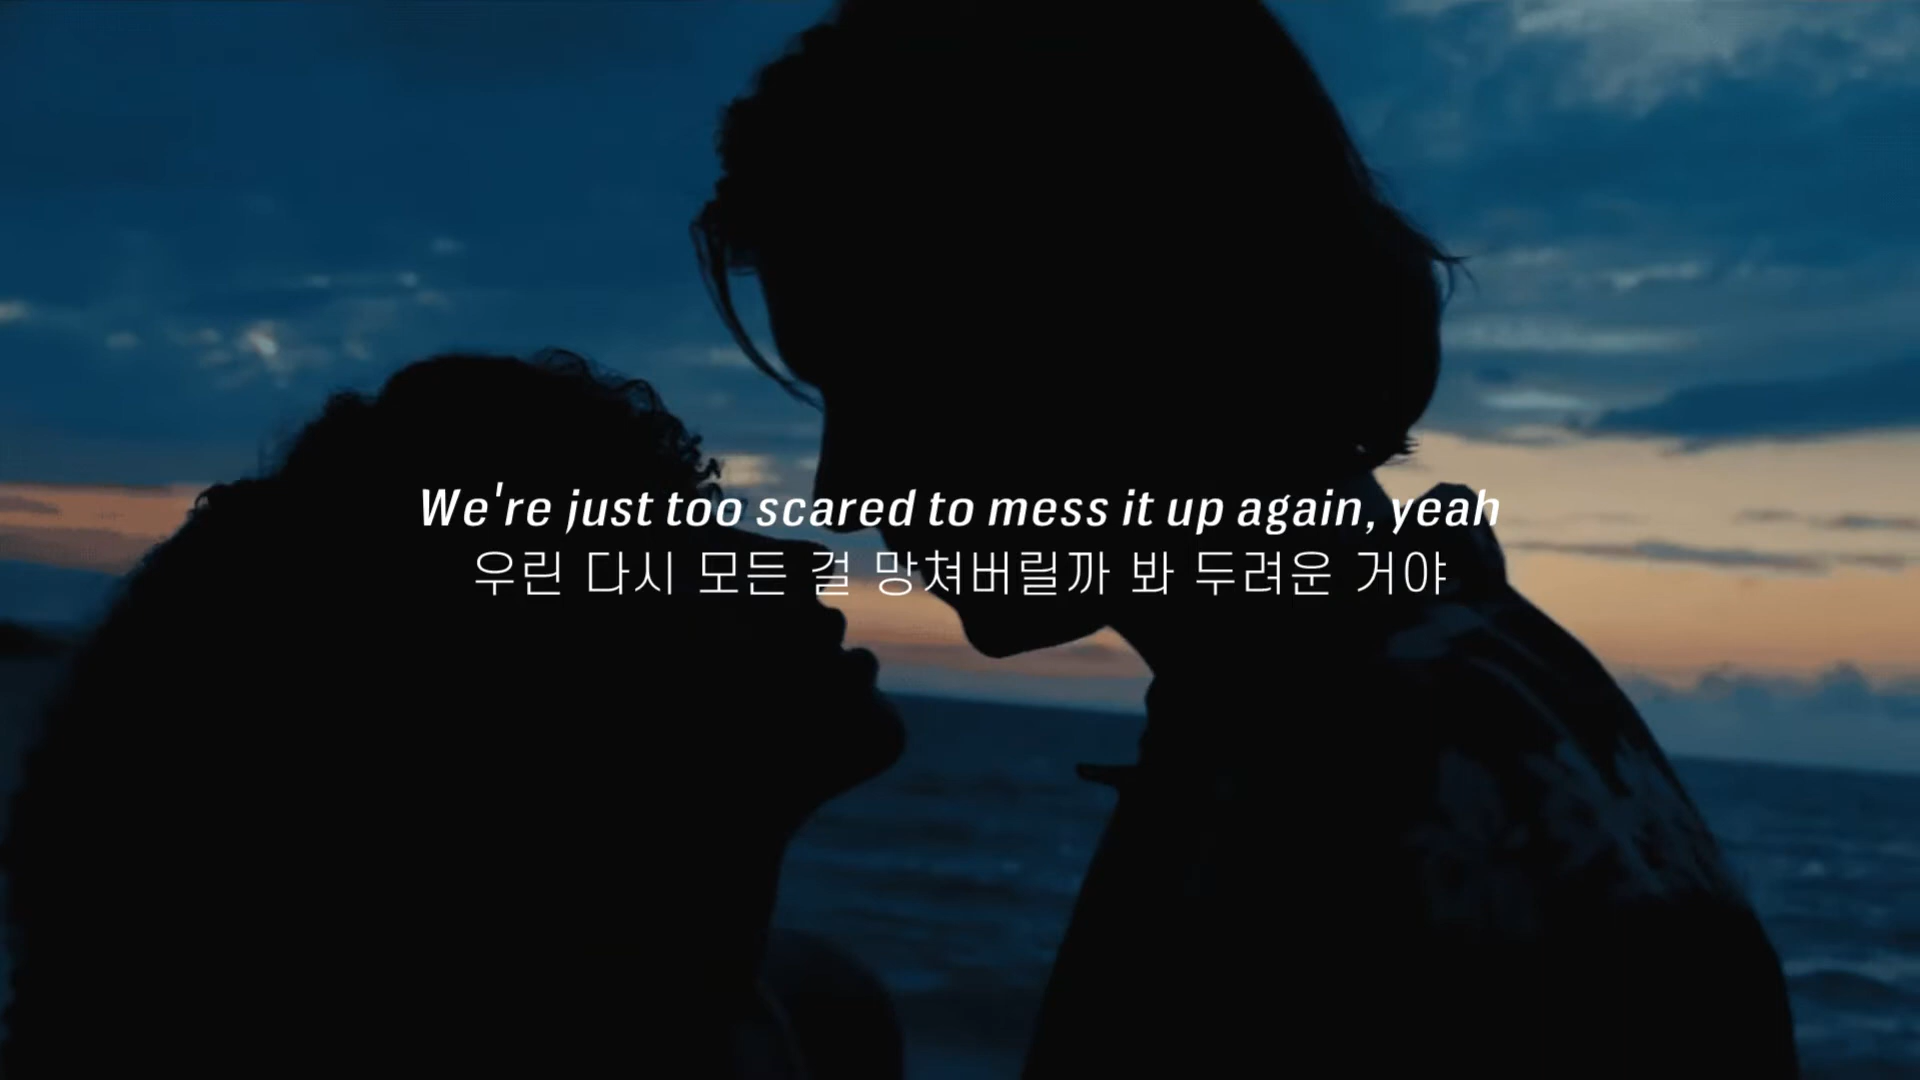 We're just too scared to mess it up again, yeah
우린 다시 모든 걸 망쳐버릴까 봐 두려운 거야